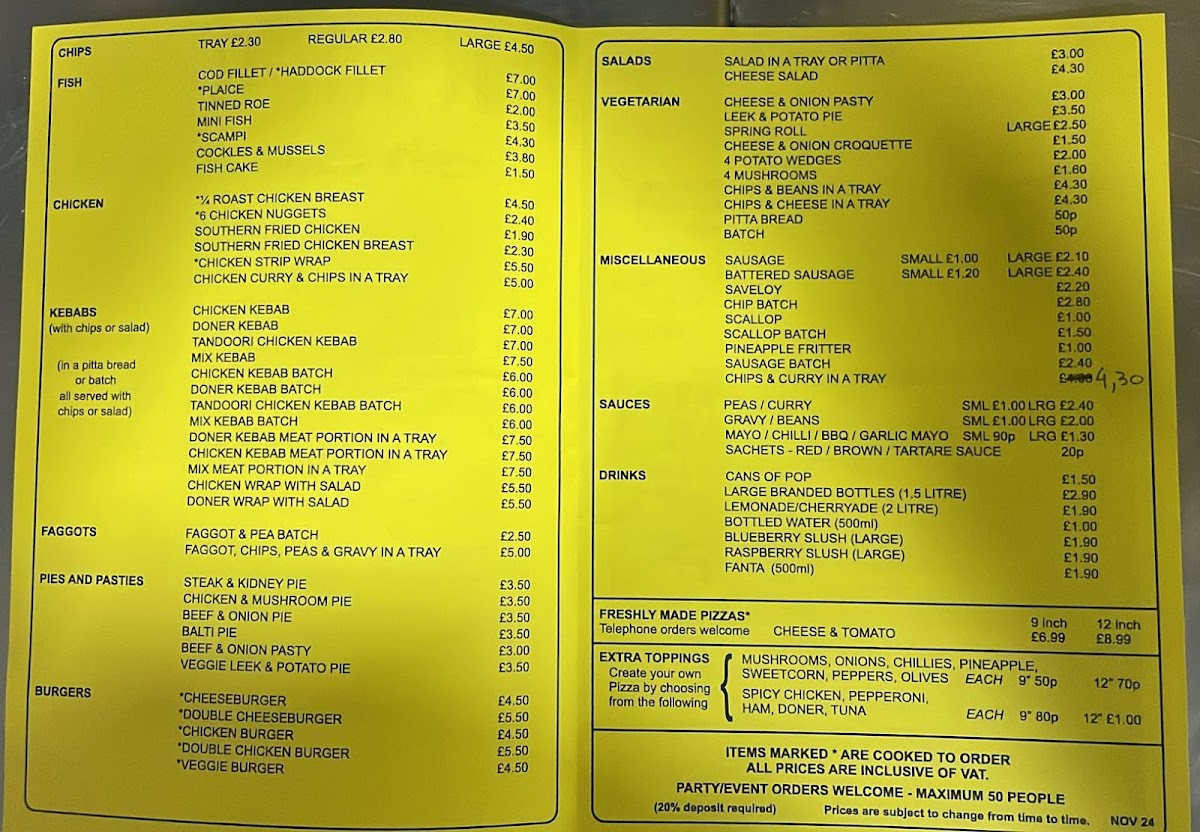 CHIPS TRAY £2.30 REGULAR £2.80 LARGE £4.50
FISH COD FILLET / *HADDOCK FILLET £7.00
*PLAICE £7.00
TINNED ROE £2.00
MINI FISH £3.50
*SCAMPI £4.30
COCKLES & MUSSELS £3.80
FISH CAKE £1.50
CHICKEN *¼ ROAST CHICKEN BREAST £4.50
*6 CHICKEN NUGGETS £2.40
SOUTHERN FRIED CHICKEN £1.90
SOUTHERN FRIED CHICKEN BREAST £2.30
*CHICKEN STRIP WRAP £5.50
CHICKEN CURRY & CHIPS IN A TRAY £5.00
KEBABS CHICKEN KEBAB £7.00
(with chips or salad) DONER KEBAB £7.00
TANDOORI CHICKEN KEBAB £7.00
MIX KEBAB £7.50
(in a pitta bread CHICKEN KEBAB BATCH £6.00
or batch DONER KEBAB BATCH £6.00
all served with TANDOORI CHICKEN KEBAB BATCH £6.00
chips or salad) MIX KEBAB BATCH £6.00
DONER KEBAB MEAT PORTION IN A TRAY £7.50
CHICKEN KEBAB MEAT PORTION IN A TRAY £7.50
MIX MEAT PORTION IN A TRAY £7.50
CHICKEN WRAP WITH SALAD £5.50
DONER WRAP WITH SALAD £5.50
FAGGOTS FAGGOT & PEA BATCH £2.50
FAGGOT, CHIPS, PEAS & GRAVY IN A TRAY £5.00
PIES AND PASTIES STEAK & KIDNEY PIE £3.50
CHICKEN & MUSHROOM PIE £3.50
BEEF & ONION PIE £3.50
BALTI PIE £3.50
BEEF & ONION PASTY £3.00
VEGGIE LEEK & POTATO PIE £3.50
BURGERS *CHEESEBURGER £4.50
*DOUBLE CHEESEBURGER £5.50
*CHICKEN BURGER £4.50
*DOUBLE CHICKEN BURGER £5.50
*VEGGIE BURGER £4.50
SALADS SALAD IN A TRAY OR PITTA £3.00
CHEESE SALAD £4.30
VEGETARIAN CHEESE & ONION PASTY £3.00
LEEK & POTATO PIE £3.50
SPRING ROLL LARGE £2.50
CHEESE & ONION CROQUETTE £1.50
4 POTATO WEDGES £2.00
4 MUSHROOMS £1.60
CHIPS & BEANS IN A TRAY £4.30
CHIPS & CHEESE IN A TRAY £4.30
PITTA BREAD 50p
BATCH 50p
MISCELLANEOUS SAUSAGE SMALL £1.00 LARGE £2.10
BATTERED SAUSAGE SMALL £1.20 LARGE £2.40
SAVELOY £2.20
CHIP BATCH £2.80
SCALLOP £1.00
SCALLOP BATCH £1.50
PINEAPPLE FRITTER £1.00
SAUSAGE BATCH £2.40
CHIPS & CURRY IN A TRAY 4,30
SAUCES PEAS / CURRY SML £1.00 LRG £2.40
GRAVY / BEANS SML £1.00 LRG £2.00
MAYO / CHILLI / BBQ / GARLIC MAYO SML 90p LRG £1.30
SACHETS - RED / BROWN / TARTARE SAUCE 20p
DRINKS CANS OF POP £1.50
LARGE BRANDED BOTTLES (1,5 LITRE) £2.90
LEMONADE/CHERRYADE (2 LITRE) £1.90
BOTTLED WATER (500ml) £1.00
BLUEBERRY SLUSH (LARGE) £1.90
RASPBERRY SLUSH (LARGE) £1.90
FANTA (500ml) £1.90
FRESHLY MADE PIZZAS* 9 inch 12 inch
Telephone orders welcome CHEESE & TOMATO £6.99 £8.99
EXTRA TOPPINGS MUSHROOMS, ONIONS, CHILLIES, PINEAPPLE,
Create your own SWEETCORN, PEPPERS, OLIVES EACH 9" 50p 12" 70p
Pizza by choosing SPICY CHICKEN, PEPPERONI,
from the following HAM, DONER, TUNA EACH 9" 80p 12" £1.00
ITEMS MARKED * ARE COOKED TO ORDER
ALL PRICES ARE INCLUSIVE OF VAT.
PARTY/EVENT ORDERS WELCOME - MAXIMUM 50 PEOPLE
(20% deposit required) Prices are subject to change from time to time. NOV 24